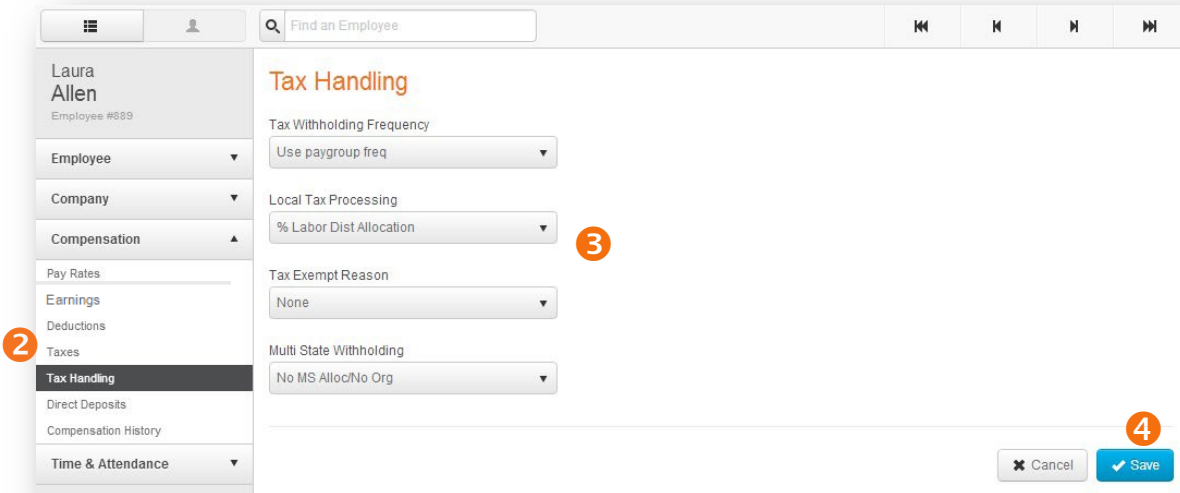 Find an Employee
Laura
Allen
Employee #889
Employee
Company
Compensation
Pay Rates
Earnings
Deductions
2
Taxes
Tax Handling
Direct Deposits
Compensation History
Time & Attendance
Tax Handling
Tax Withholding Frequency
Use paygroup freq
Local Tax Processing
% Labor Dist Allocation
3
Tax Exempt Reason
None
Multi State Withholding
No MS Alloc/No Org
4
Cancel
Save